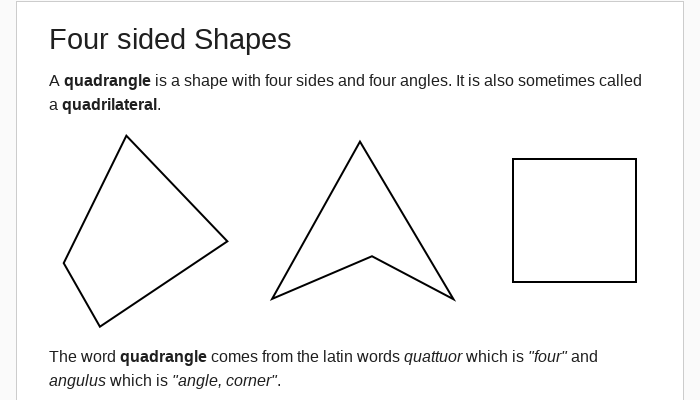 Four sided Shapes
A quadrangle is a shape with four sides and four angles. It is also sometimes called
a quadrilateral.
The word quadrangle comes from the latin words quattuor which is "four" and
angulus which is "angle, corner".